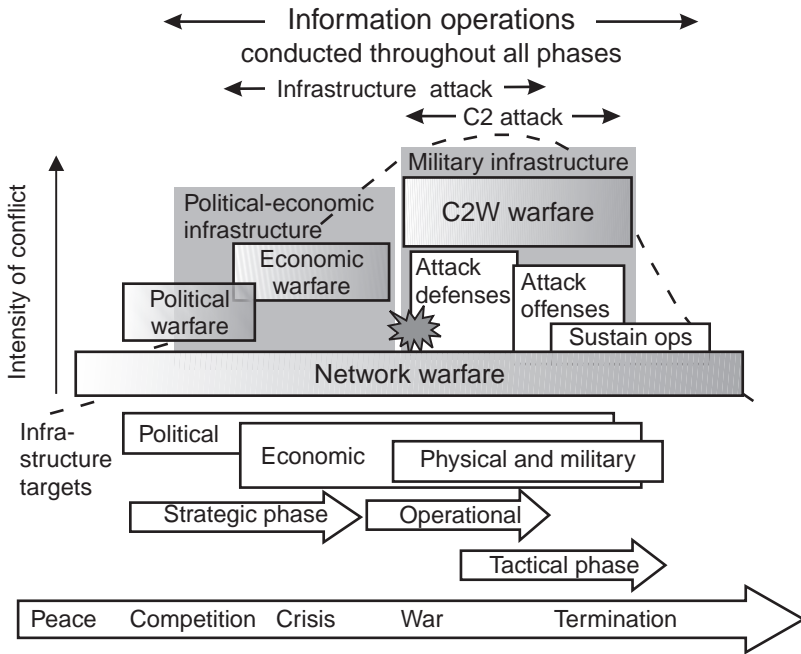 Information operations
conducted throughout all phases
Infrastructure attack
C2 attack
Intensity of conflict
Military infrastructure
Political-economic
infrastructure
C2W warfare
Economic
warfare
Attack
defenses
Attack
offenses
Political
warfare
Sustain ops
Network warfare
Infra-
structure
targets
Political
Economic
Physical and military
Strategic phase
Operational
Tactical phase
Peace
Competition
Crisis
War
Termination